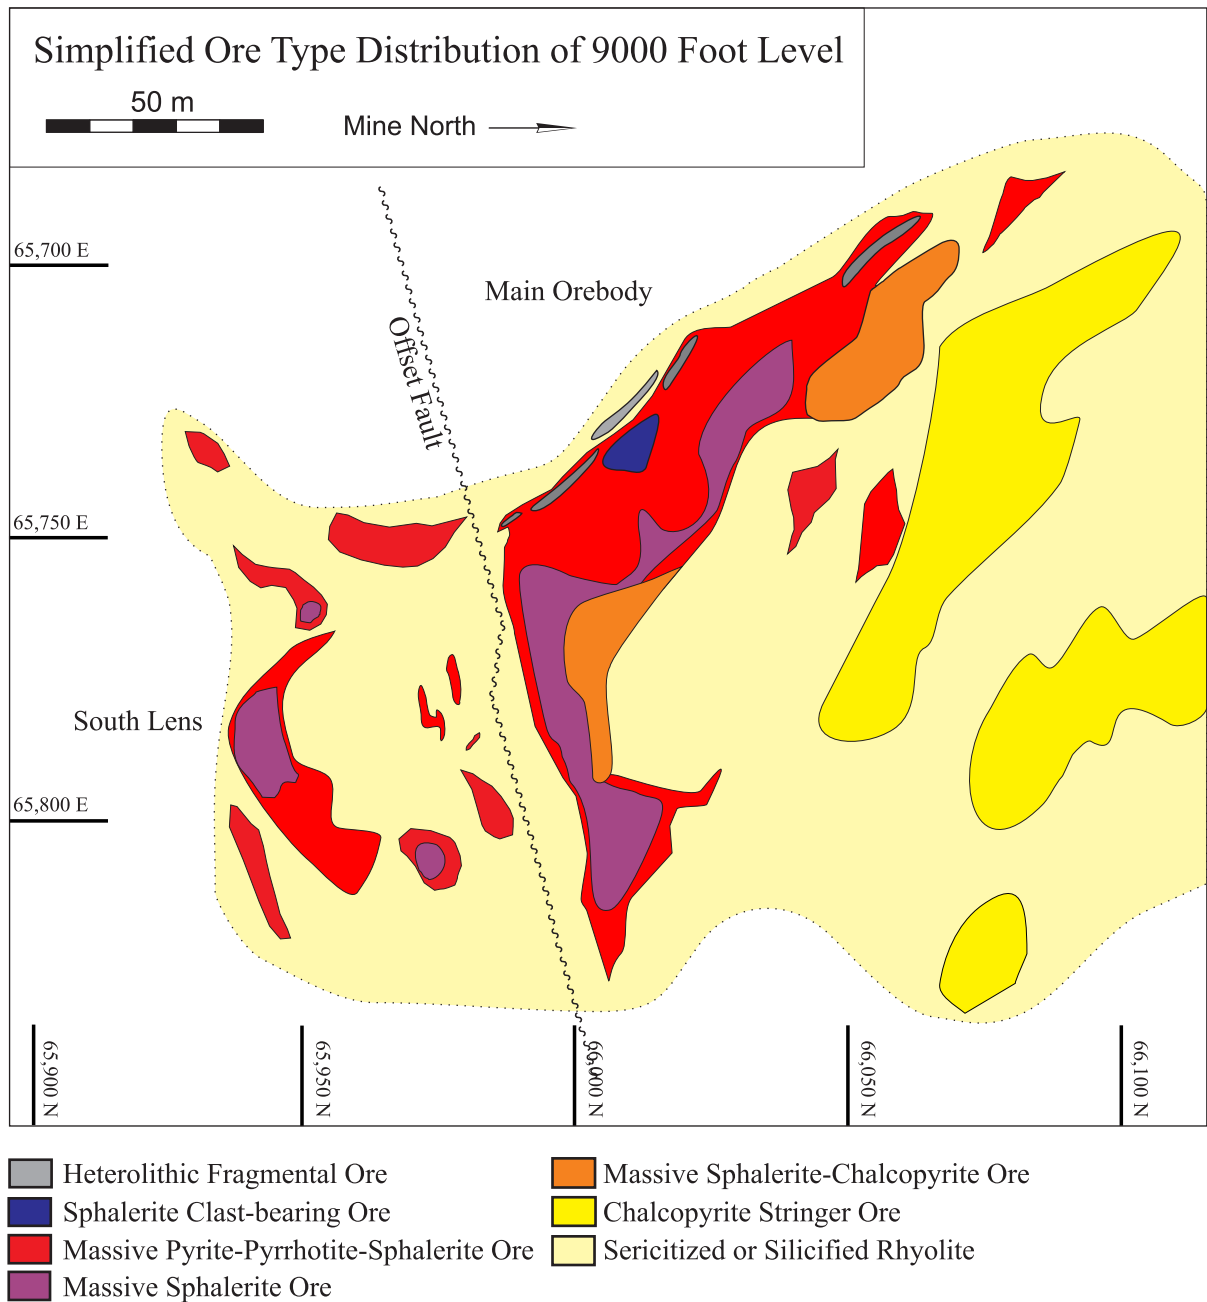 Simplified Ore Type Distribution of 9000 Foot Level
50 m
Mine North
65,700 E
Main Orebody
Offset Fault
65,750 E
South Lens
65,800 E
65,900 N
65,950 N
66,000 N
66,050 N
66,100 N
Heterolithic Fragmental Ore
Sphalerite Clast-bearing Ore
Massive Pyrite-Pyrrhotite-Sphalerite Ore
Massive Sphalerite Ore
Massive Sphalerite-Chalcopyrite Ore
Chalcopyrite Stringer Ore
Sericitized or Silicified Rhyolite